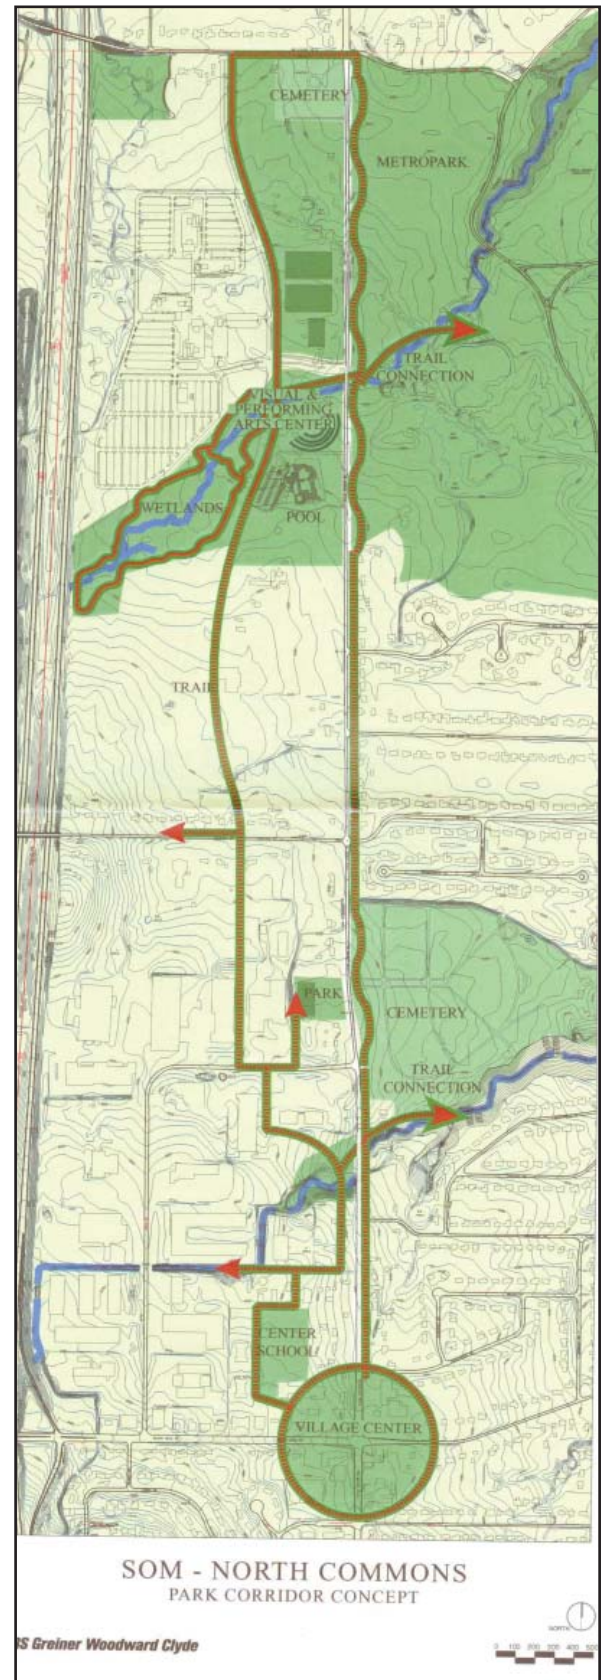 CEMETERY
METROPARK
TRAIL
CONNECTION
VISUAL &
PERFORMING
ARTS CENTER
WETLANDS
POOL
TRAIL
PARK
CEMETERY
TRAIL
CONNECTION
CENTER
SCHOOL
VILLAGE CENTER
SOM - NORTH COMMONS
PARK CORRIDOR CONCEPT
NORTH
S Greiner Woodward Clyde
0 100 200 300 400 500